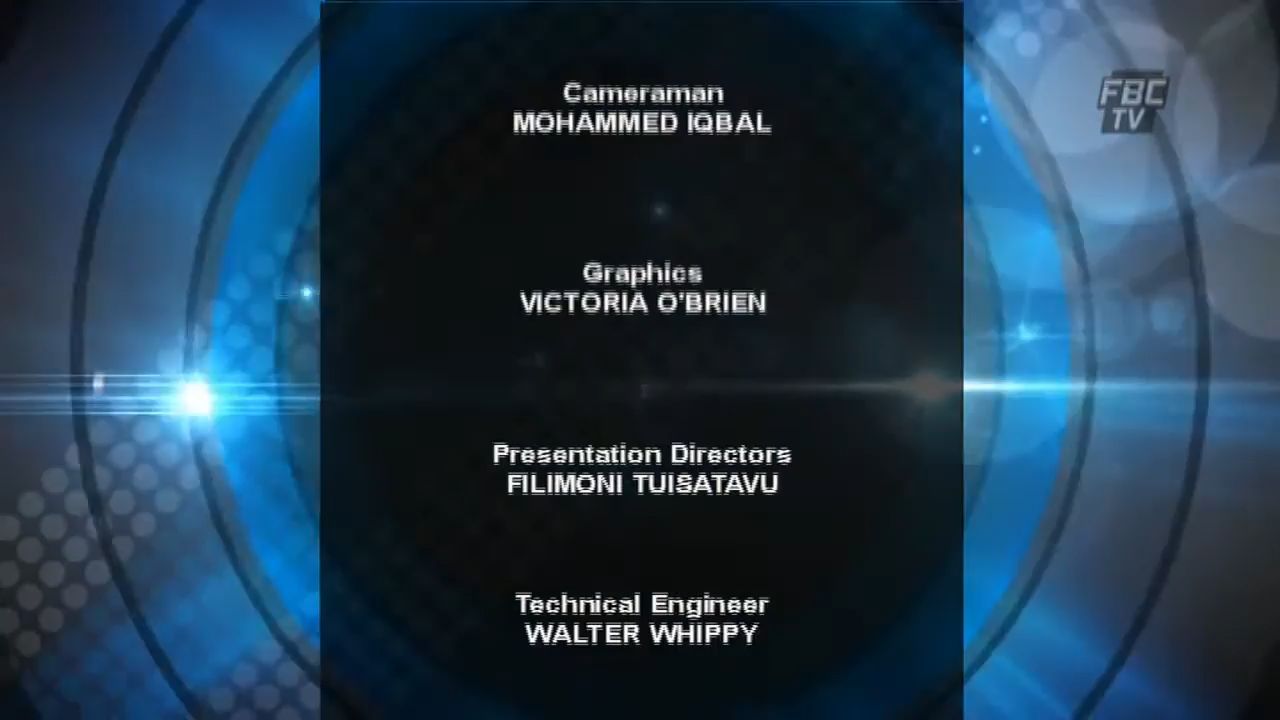 FBC
TV
Cameraman
MOHAMMED IQBAL
Graphics
VICTORIA O'BRIEN
Presentation Directors
FILIMONI TUISATAVU
Technical Engineer
WALTER WHIPPY